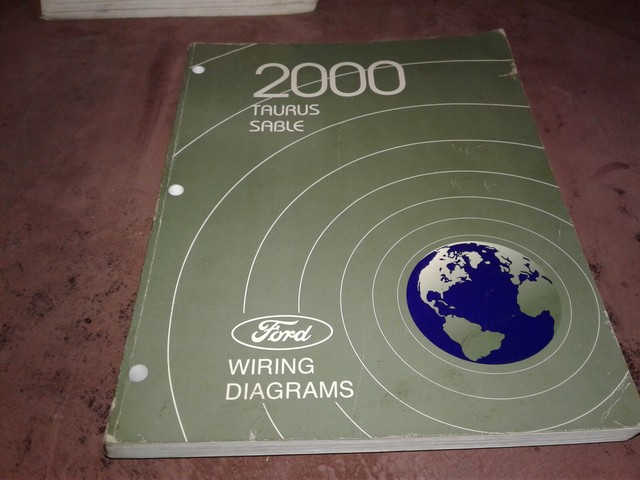 2000
TAURUS
SABLE
Ford
WIRING
DIAGRAMS